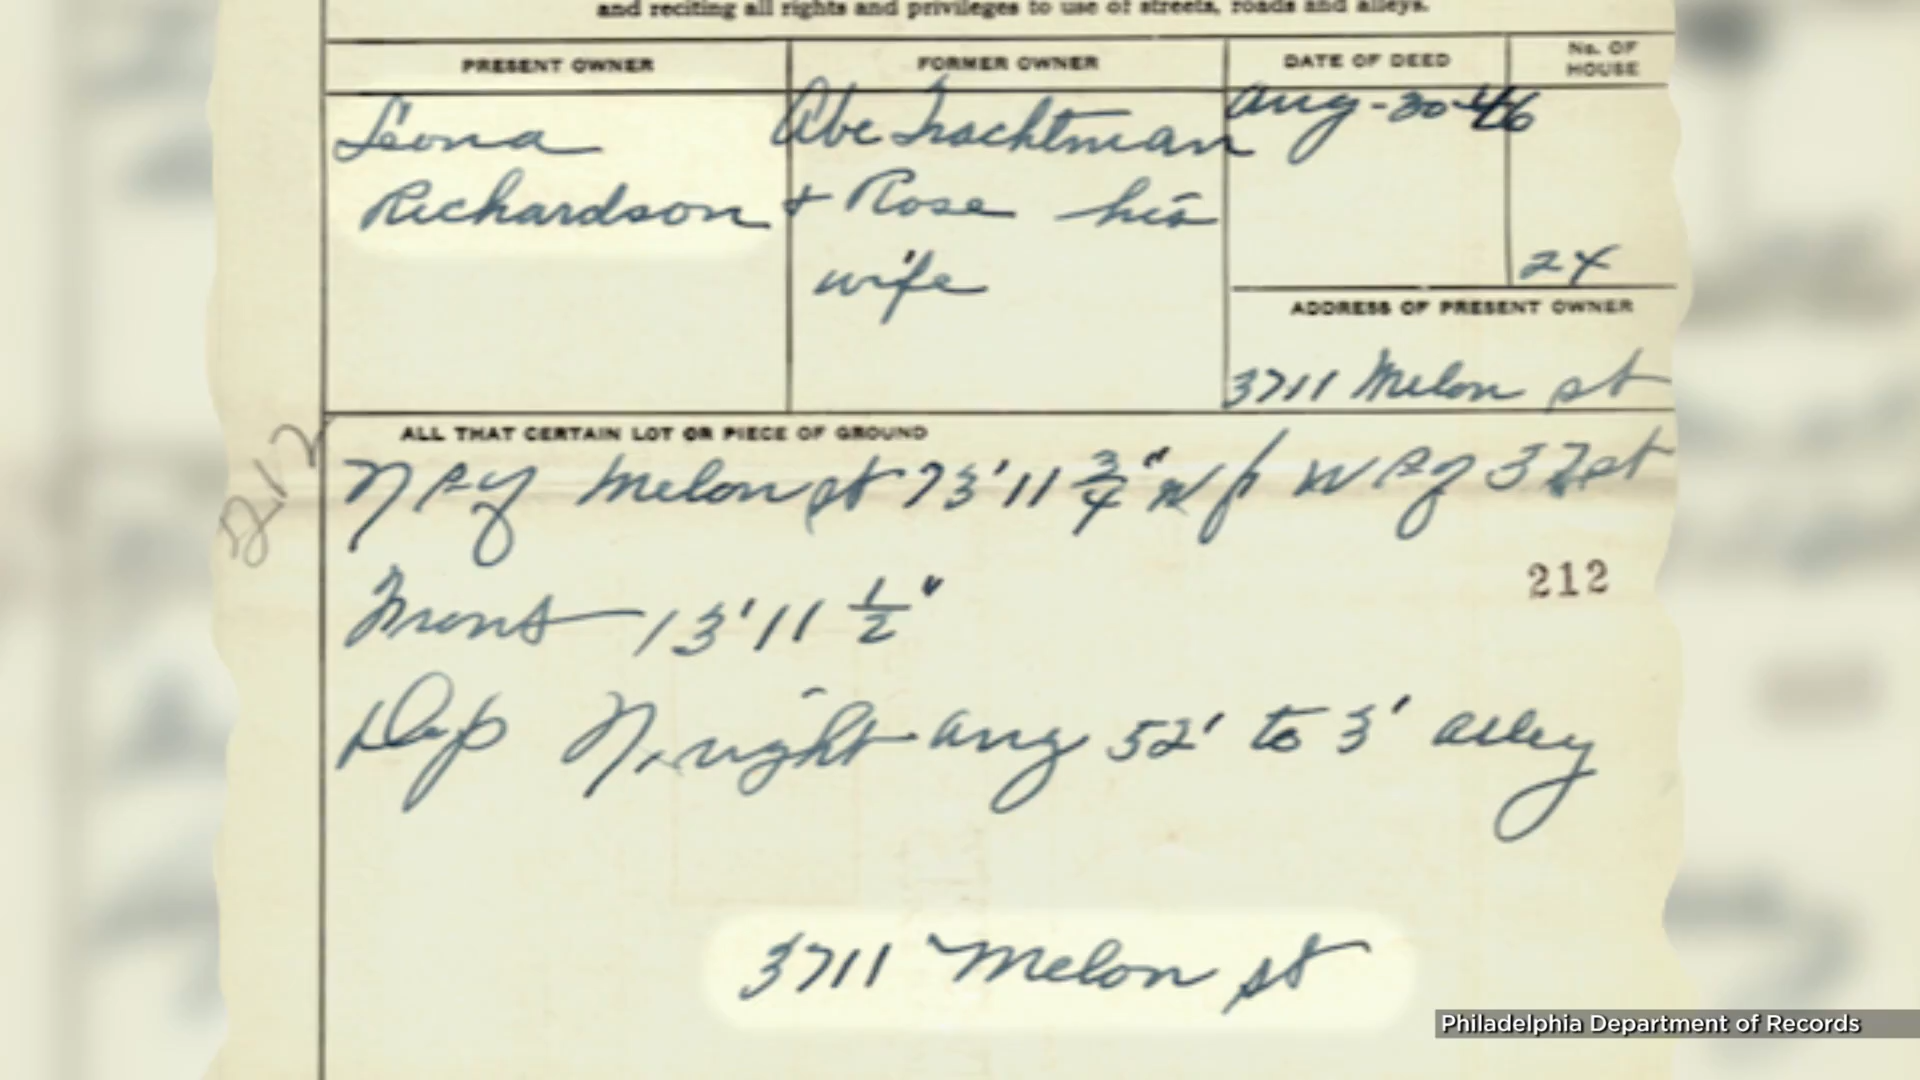 and reciting all rights and privileges to use of streets, roads and alleys.
PRESENT OWNER
FORMER OWNER
DATE OF DEED
No. OF
HOUSE
Leona
Richardson
Abe Trachtman
+ Rose his
wife
Aug-30-46
24
ADDRESS OF PRESENT OWNER
3711 Melon st
ALL THAT CERTAIN LOT OR PIECE OF GROUND
212
Melon st 73' 11 3/4" W 37 st
212
Front 13' 11 1/2"
Dep N. right ang 52' to 3' alley
3711 Melon st
Philadelphia Department of Records